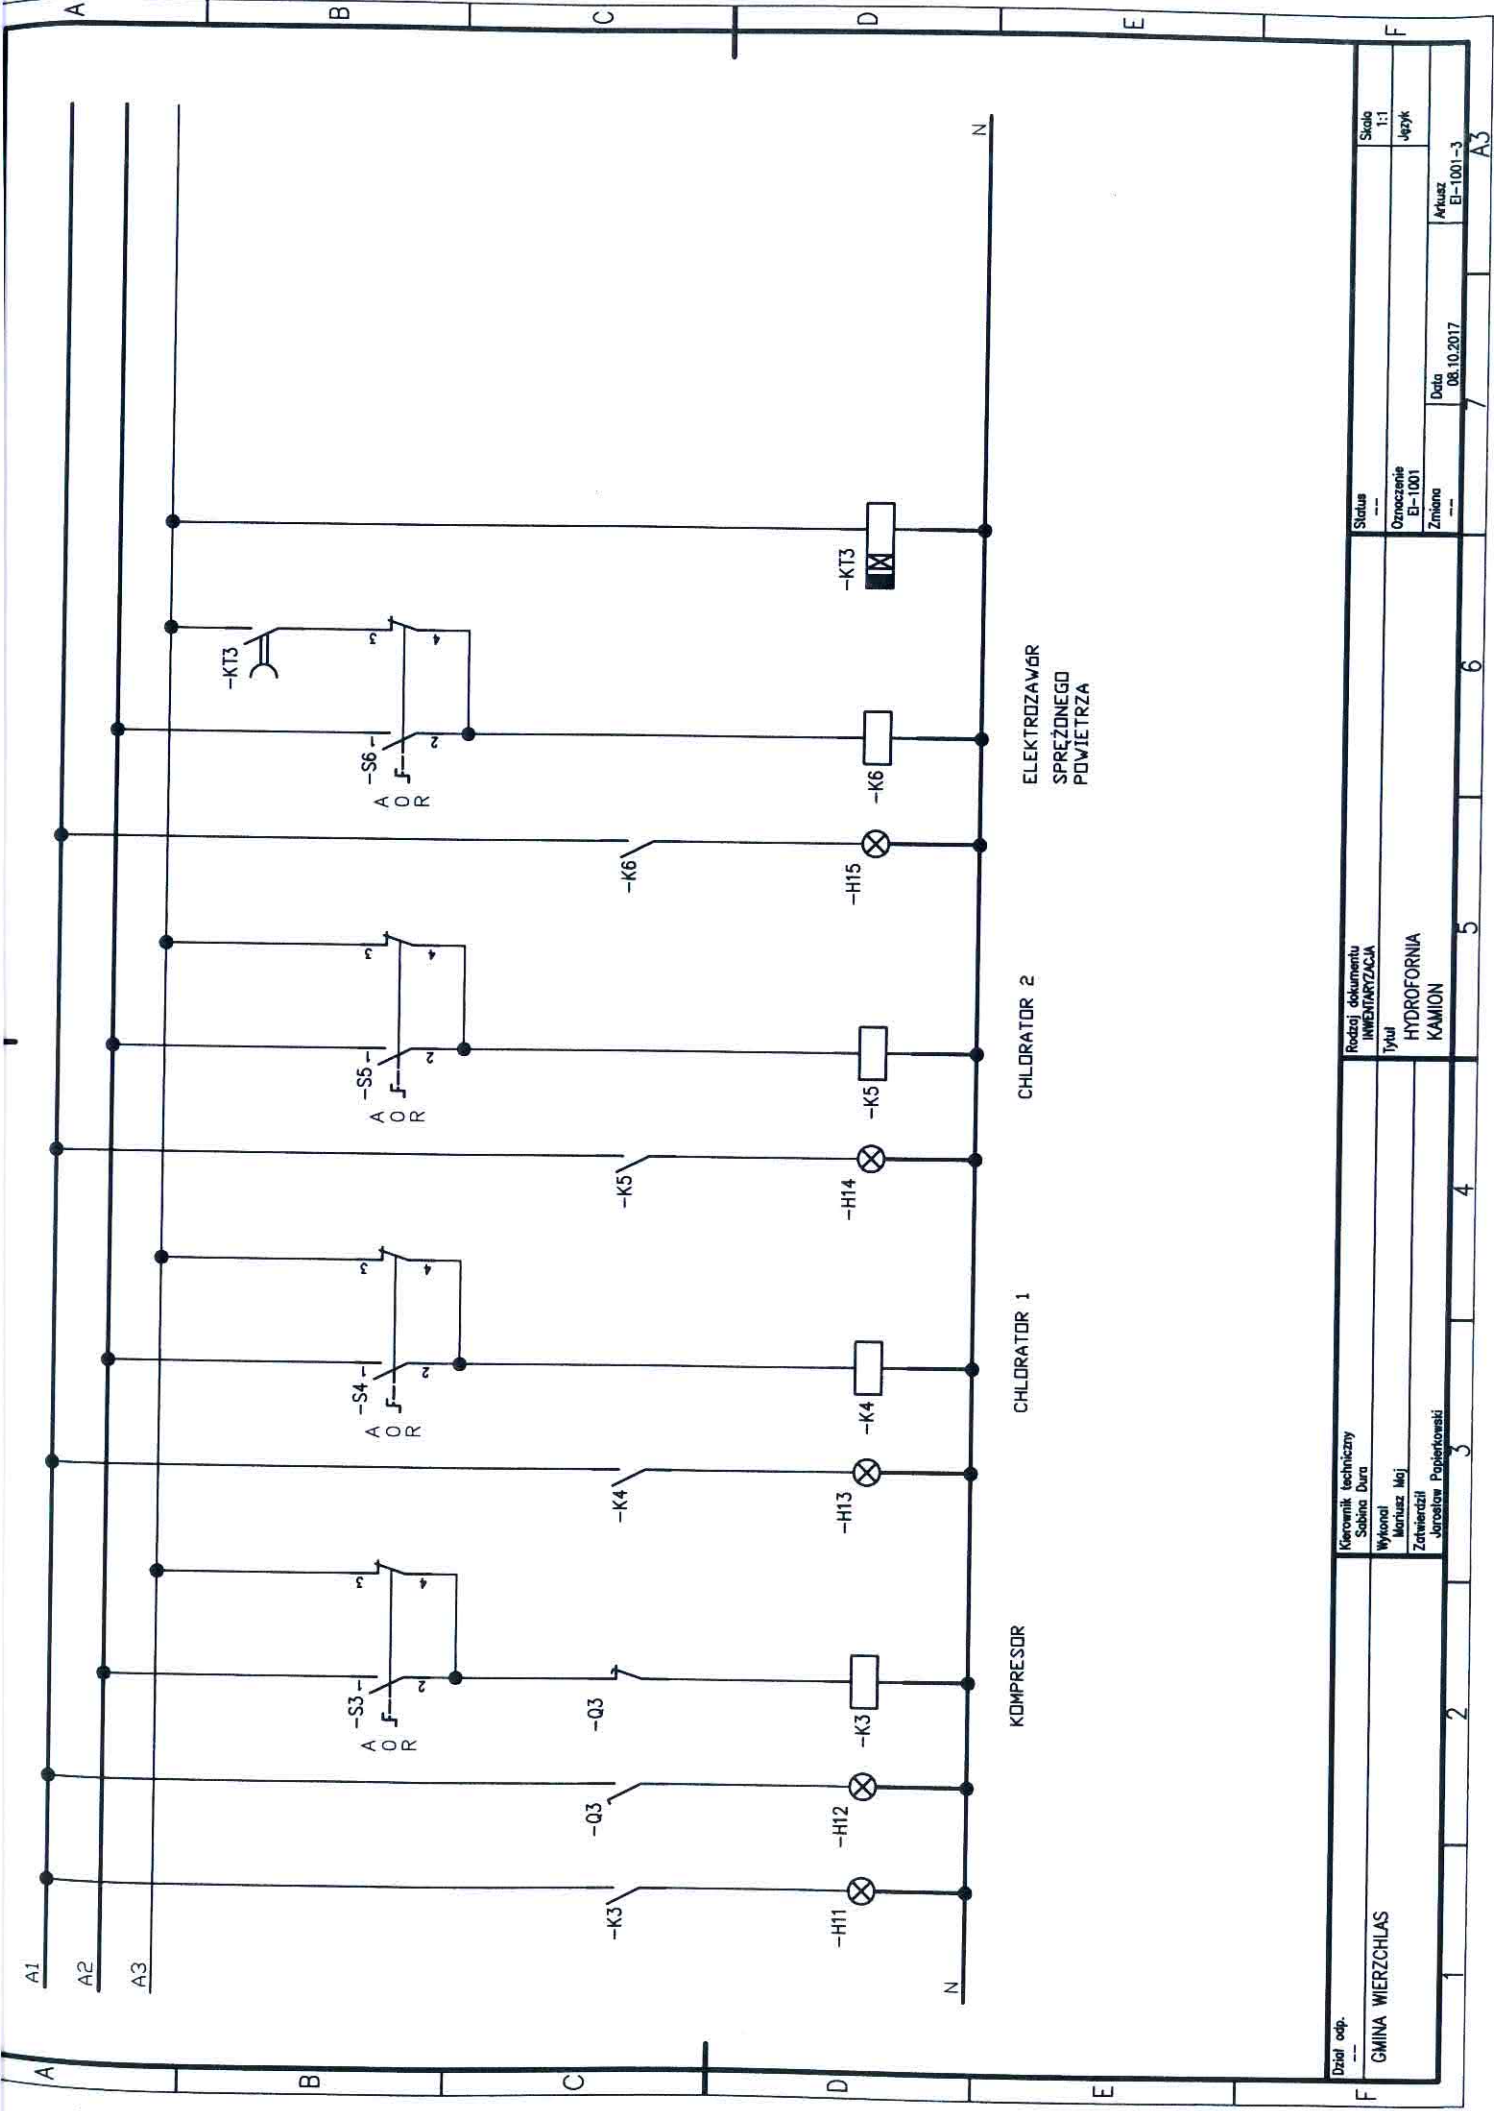 A
B
C
D
E
F
A1
A2
A3
-KT3
3
4
-S6
1
2
A
O
R
-KT3
-K6
-K6
-H15
-S5
1
2
3
4
A
O
R
-K5
-K5
-H14
-S4
1
2
3
4
A
O
R
-K4
-K4
-H13
-S3
1
2
3
4
A
O
R
-Q3
-K3
-Q3
-H12
-K3
-H11
N
N
KOMPRESOR
CHLORATOR 1
CHLORATOR 2
ELEKTROZAWÓR
SPRĘŻONEGO
POWIETRZA
Dział odp.
--
GMINA WIERZCHLAS
Kierownik techniczny
Sabina Dura
Wykonał
Mariusz Maj
Zatwierdził
Jarosław Papierkowski
Rodzaj dokumentu
INWENTARYZACJA
Tytuł
HYDROFORNIA
KAMION
Status
--
Oznaczenie
EI-1001
Zmiana
--
Data
08.10.2017
Skala
1:1
Język
Arkusz
EI-1001-3
1
2
3
4
5
6
7
A3
A
B
C
D
E
F